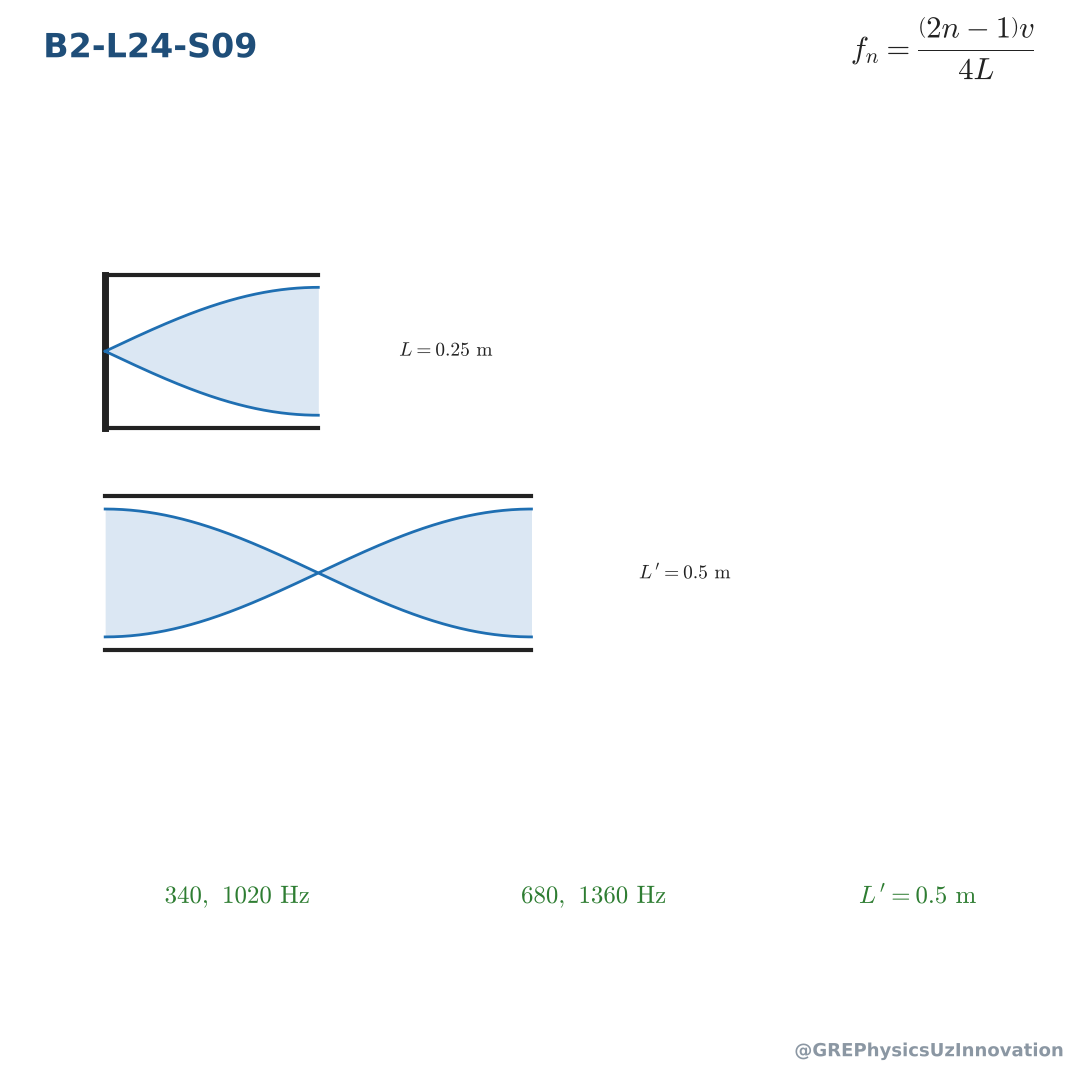 B2-L24-S09
f_n = (2n − 1)v / 4L
L = 0.25 m
L′ = 0.5 m
340, 1020 Hz
680, 1360 Hz
L′ = 0.5 m
@GREPhysicsUzInnovation